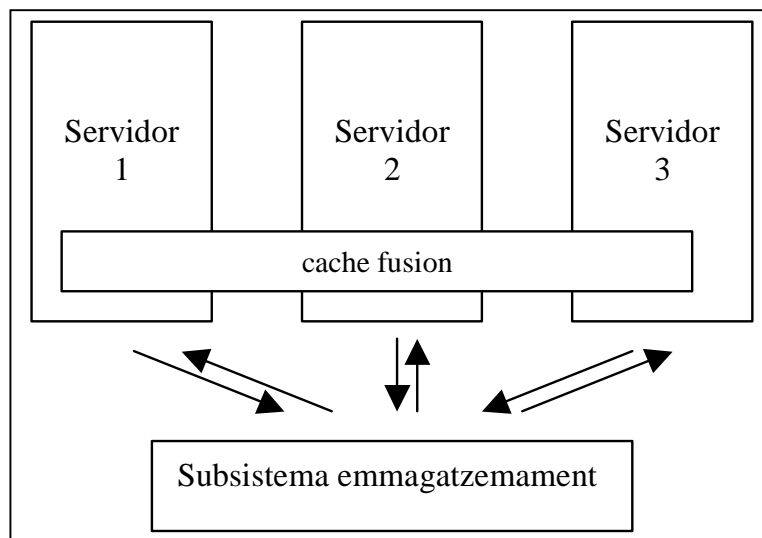 Servidor
1
Servidor
2
Servidor
3
cache fusion
Subsistema emmagatzemament